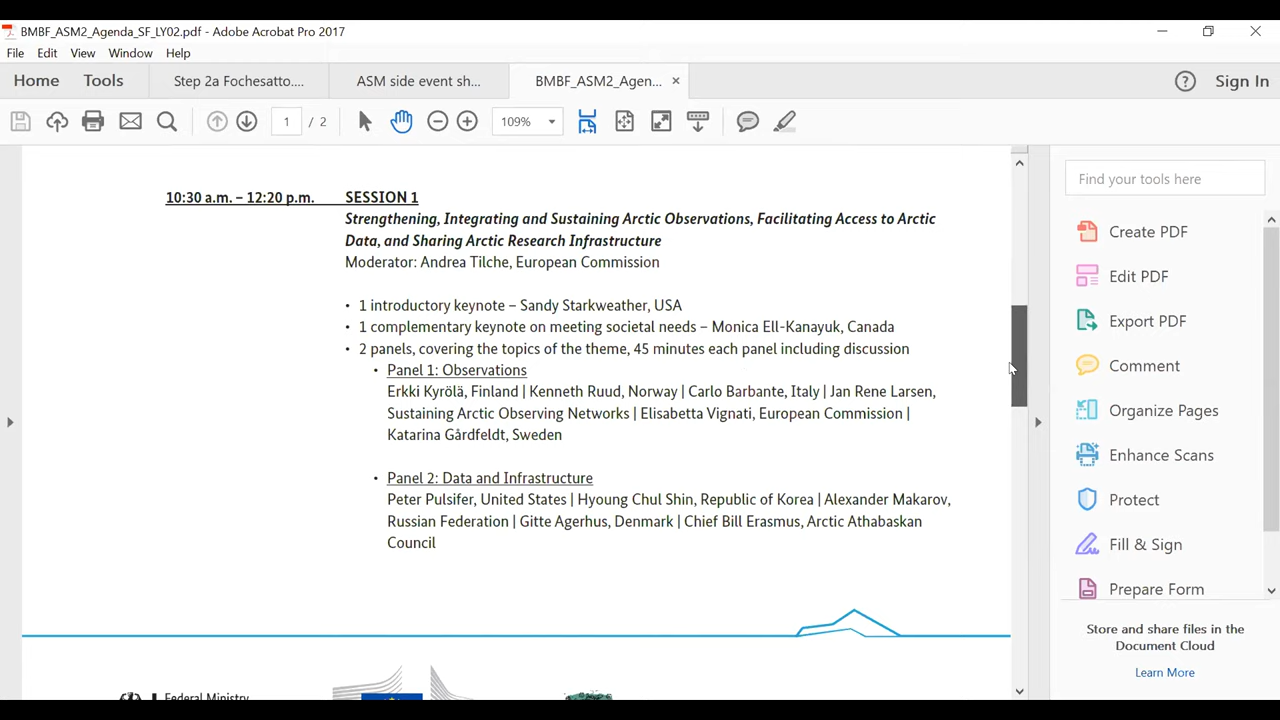 BMBF_ASM2_Agenda_SF_LY02.pdf - Adobe Acrobat Pro 2017
File Edit View Window Help
Home Tools Step 2a Fochesatto.... ASM side event sh... BMBF_ASM2_Agen... × ? Sign In
1 / 2 109%
Find your tools here
10:30 a.m. – 12:20 p.m. SESSION 1
Strengthening, Integrating and Sustaining Arctic Observations, Facilitating Access to Arctic
Data, and Sharing Arctic Research Infrastructure
Moderator: Andrea Tilche, European Commission
• 1 introductory keynote – Sandy Starkweather, USA
• 1 complementary keynote on meeting societal needs – Monica Ell-Kanayuk, Canada
• 2 panels, covering the topics of the theme, 45 minutes each panel including discussion
• Panel 1: Observations
Erkki Kyrölä, Finland | Kenneth Ruud, Norway | Carlo Barbante, Italy | Jan Rene Larsen,
Sustaining Arctic Observing Networks | Elisabetta Vignati, European Commission |
Katarina Gårdfeldt, Sweden
• Panel 2: Data and Infrastructure
Peter Pulsifer, United States | Hyoung Chul Shin, Republic of Korea | Alexander Makarov,
Russian Federation | Gitte Agerhus, Denmark | Chief Bill Erasmus, Arctic Athabaskan
Council
Federal Ministry
Create PDF
Edit PDF
Export PDF
Comment
Organize Pages
Enhance Scans
Protect
Fill & Sign
Prepare Form
Store and share files in the
Document Cloud
Learn More